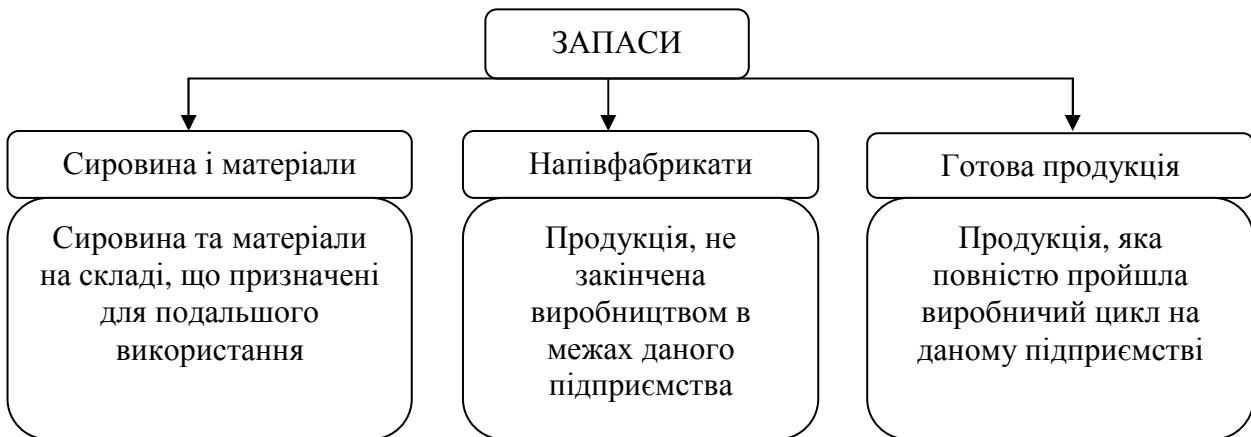 ЗАПАСИ
Сировина і матеріали
Напівфабрикати
Готова продукція
Сировина та матеріали
на складі, що призначені
для подальшого
використання
Продукція, не
закінчена
виробництвом в
межах даного
підприємства
Продукція, яка
повністю пройшла
виробничий цикл на
даному підприємстві